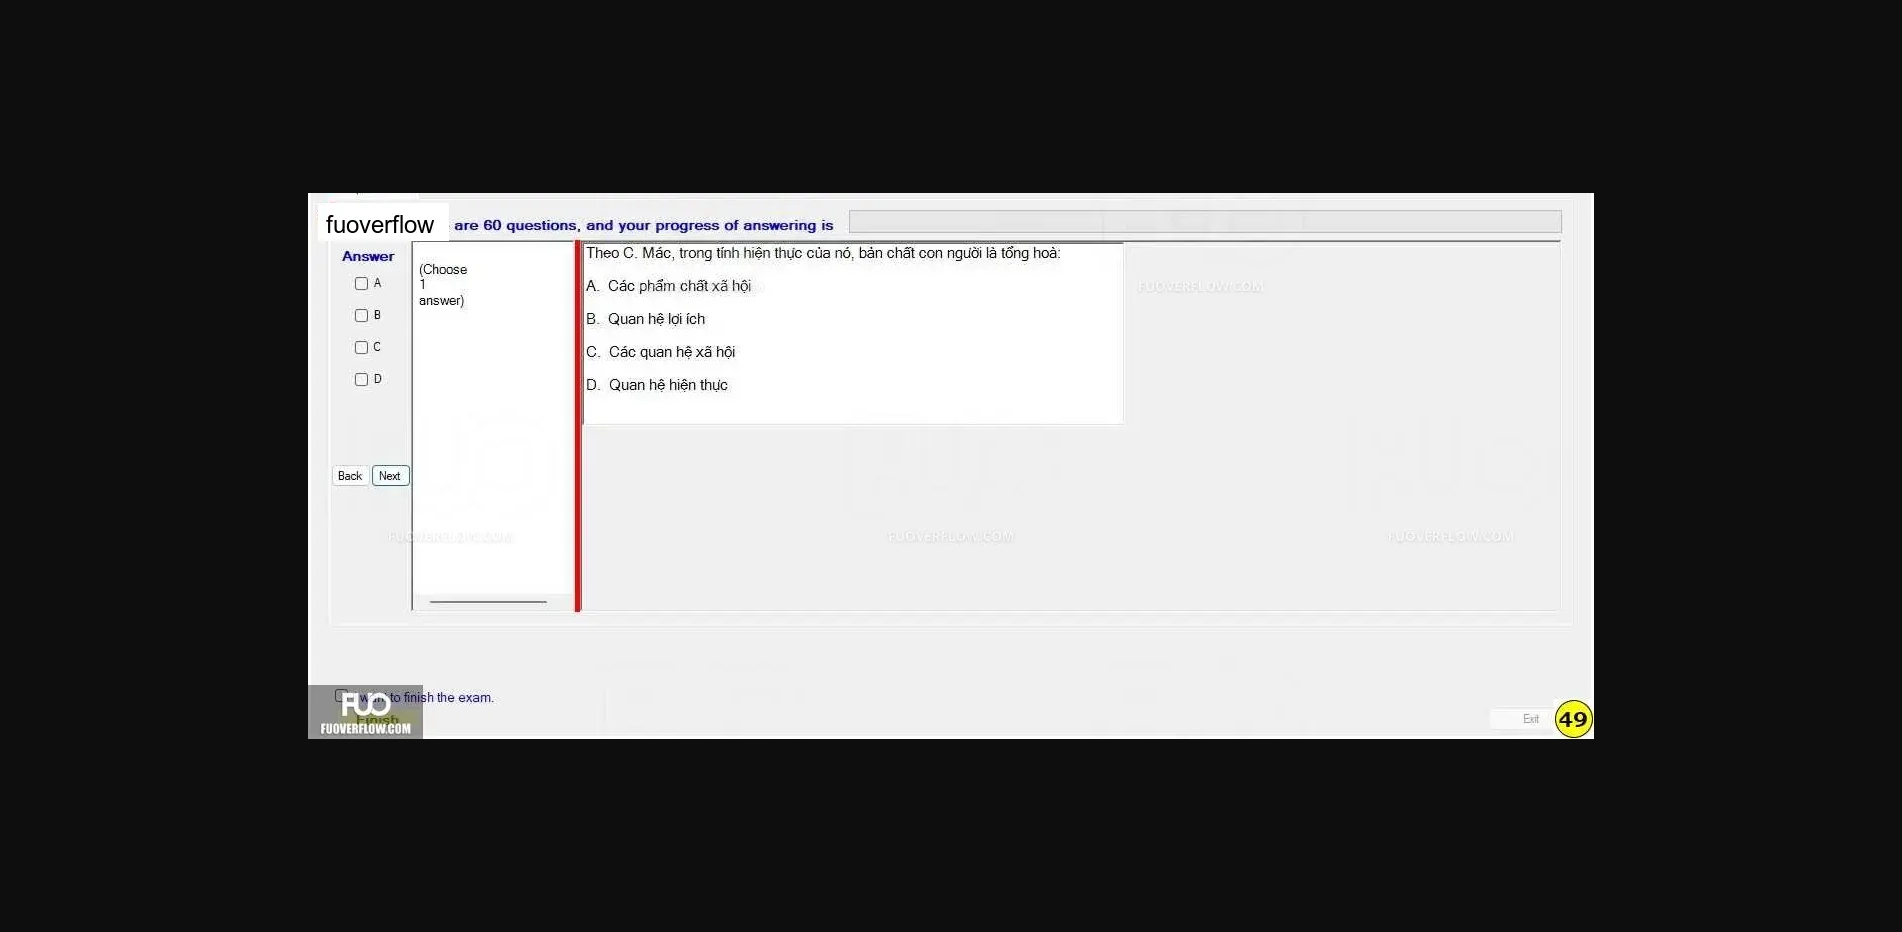 fuoverflow are 60 questions, and your progress of answering is
Answer
A
B
C
D
Back Next
(Choose
1
answer)
Theo C. Mác, trong tính hiện thực của nó, bản chất con người là tổng hoà:
A. Các phẩm chất xã hội
B. Quan hệ lợi ích
C. Các quan hệ xã hội
D. Quan hệ hiện thực
FUOVERFLOW.COM
FUOVERFLOW.COM FUOVERFLOW.COM FUOVERFLOW.COM
want to finish the exam.
FUO
Finish
FUOVERFLOW.COM
Exit 49